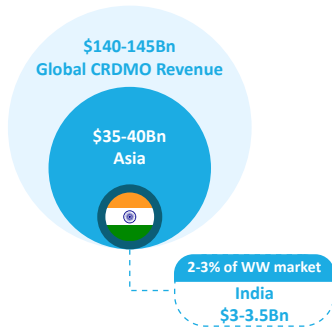 $140-145Bn
Global CRDMO Revenue
$35-40Bn
Asia
2-3% of WW market
India
$3-3.5Bn